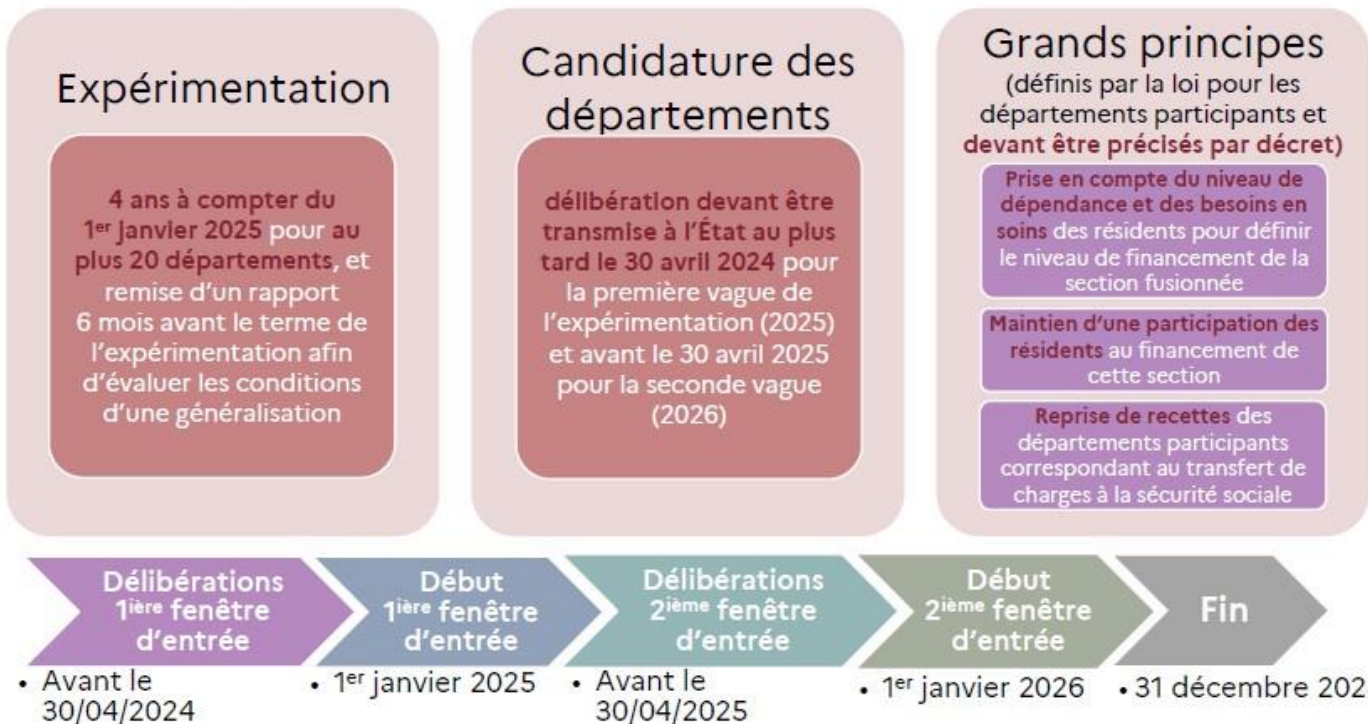 Expérimentation
4 ans à compter du
1er janvier 2025 pour au
plus 20 départements, et
remise d'un rapport
6 mois avant le terme de
l'expérimentation afin
d'évaluer les conditions
d'une généralisation
Candidature des
départements
délibération devant être
transmise à l'État au plus
tard le 30 avril 2024 pour
la première vague de
l'expérimentation (2025)
et avant le 30 avril 2025
pour la seconde vague
(2026)
Grands principes
(définis par la loi pour les
départements participants et
devant être précisés par décret)
Prise en compte du niveau de
dépendance et des besoins en
soins des résidents pour définir
le niveau de financement de la
section fusionnée
Maintien d'une participation des
résidents au financement de
cette section
Reprise de recettes des
départements participants
correspondant au transfert de
charges à la sécurité sociale
Délibérations
1ière fenêtre
d'entrée
• Avant le
30/04/2024
Début
1ière fenêtre
d'entrée
• 1er janvier 2025
Délibérations
2ième fenêtre
d'entrée
• Avant le
30/04/2025
Début
2ième fenêtre
d'entrée
• 1er janvier 2026
Fin
• 31 décembre 202